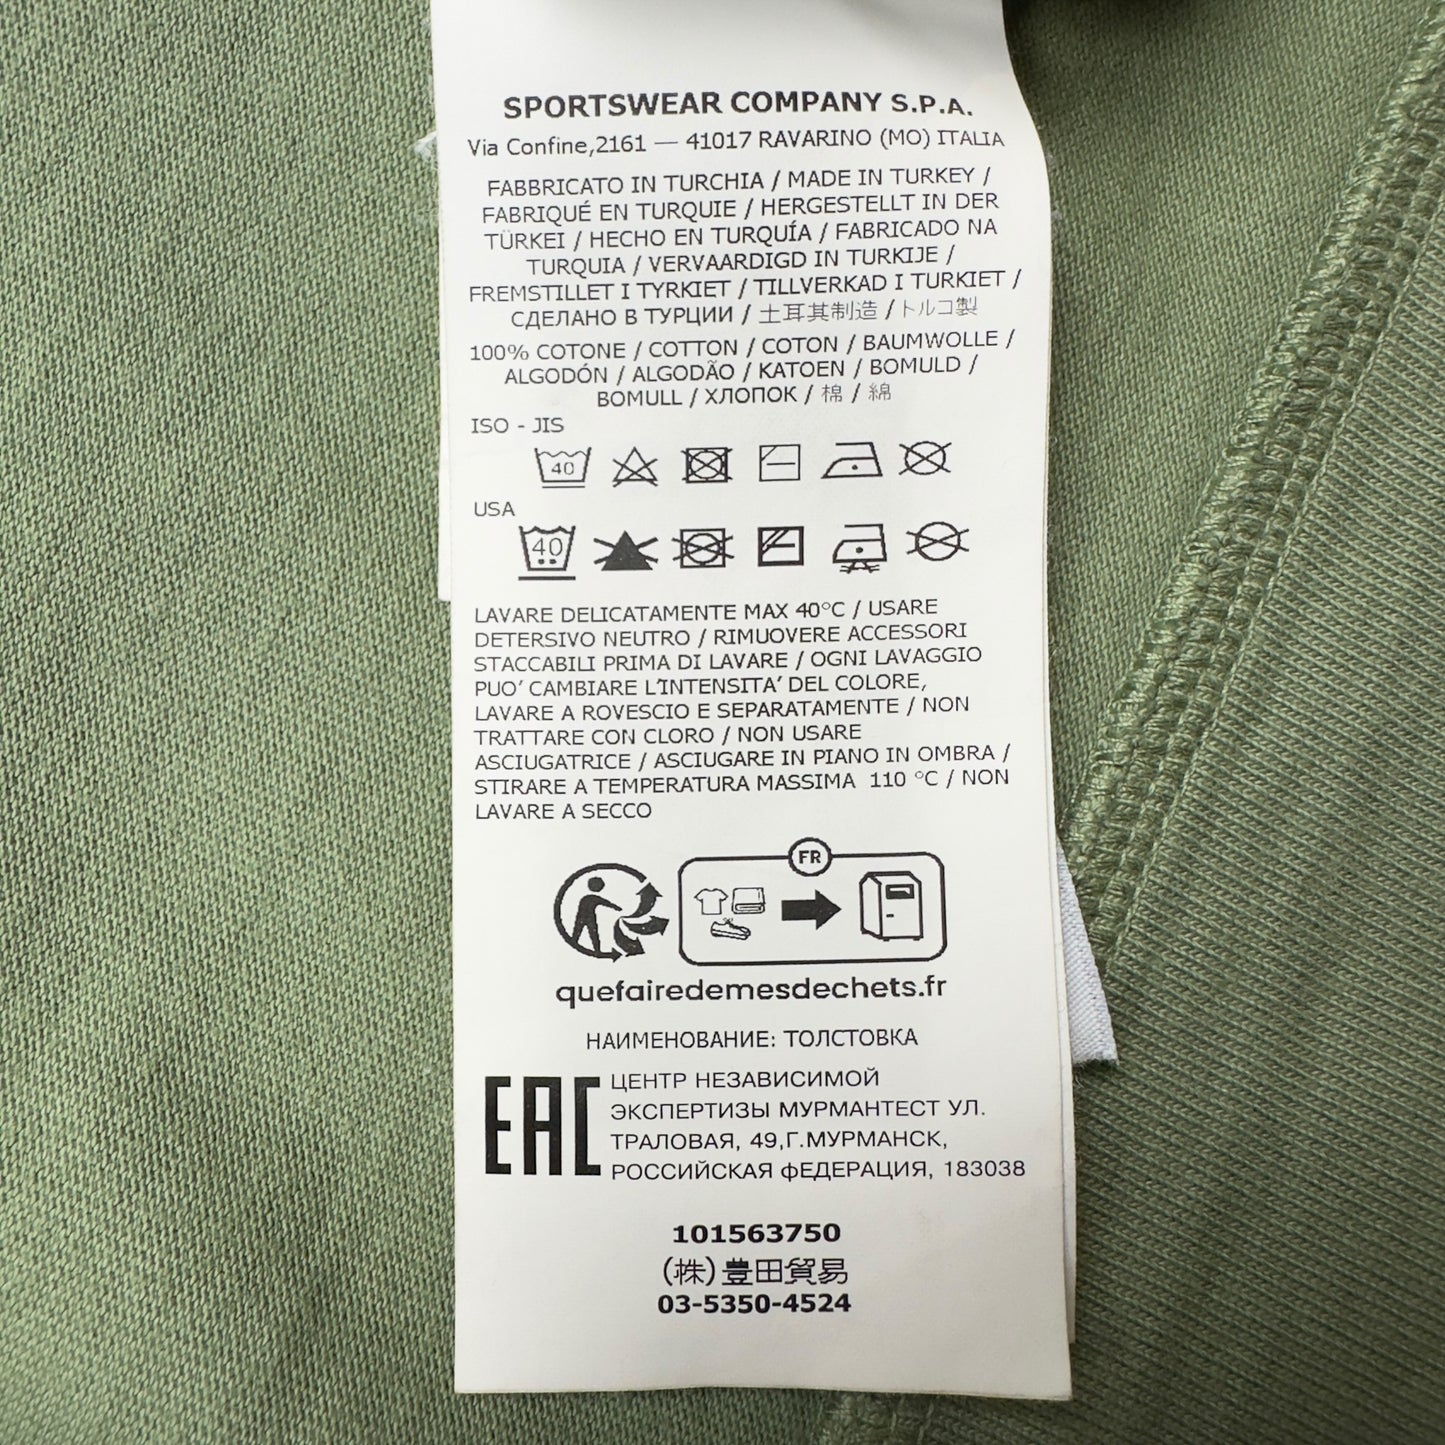 SPORTSWEAR COMPANY S.P.A.
Via Confine,2161 — 41017 RAVARINO (MO) ITALIA
FABBRICATO IN TURCHIA / MADE IN TURKEY /
FABRIQUÉ EN TURQUIE / HERGESTELLT IN DER
TÜRKEI / HECHO EN TURQUÍA / FABRICADO NA
TURQUIA / VERVAARDIGD IN TURKIJE /
FREMSTILLET I TYRKIET / TILLVERKAD I TURKIET /
СДЕЛАНО В ТУРЦИИ / 土耳其制造 / トルコ製
100% COTONE / COTTON / COTON / BAUMWOLLE /
ALGODÓN / ALGODÃO / KATOEN / BOMULD /
BOMULL / ХЛОПОК / 棉 / 綿
ISO - JIS
40
USA
40
LAVARE DELICATAMENTE MAX 40°C / USARE
DETERSIVO NEUTRO / RIMUOVERE ACCESSORI
STACCABILI PRIMA DI LAVARE / OGNI LAVAGGIO
PUO' CAMBIARE L'INTENSITA' DEL COLORE,
LAVARE A ROVESCIO E SEPARATAMENTE / NON
TRATTARE CON CLORO / NON USARE
ASCIUGATRICE / ASCIUGARE IN PIANO IN OMBRA /
STIRARE A TEMPERATURA MASSIMA 110 °C / NON
LAVARE A SECCO
FR
quefairedemesdechets.fr
НАИМЕНОВАНИЕ: ТОЛСТОВКА
EAC
ЦЕНТР НЕЗАВИСИМОЙ
ЭКСПЕРТИЗЫ МУРМАНТЕСТ УЛ.
ТРАЛОВАЯ, 49,Г.МУРМАНСК,
РОССИЙСКАЯ ФЕДЕРАЦИЯ, 183038
101563750
(株)豊田貿易
03-5350-4524